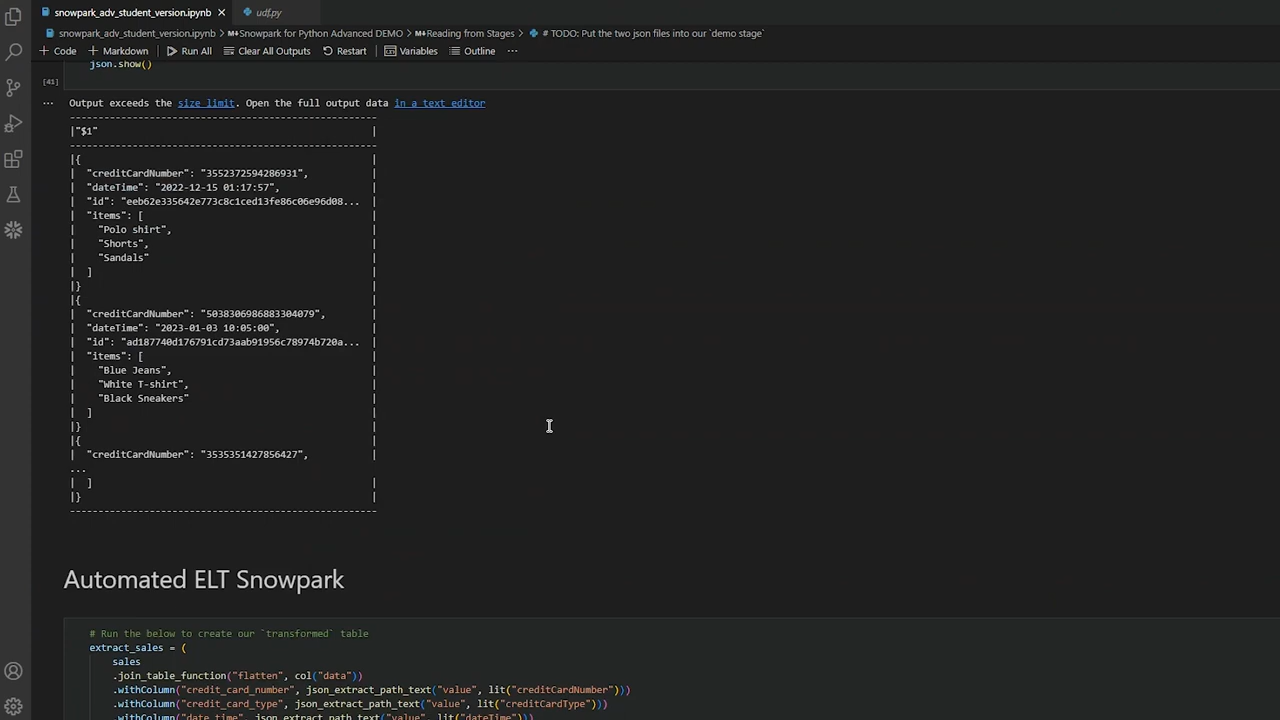 snowpark_adv_student_version.ipynb
udf.py
snowpark_adv_student_version.ipynb > M↓Snowpark for Python Advanced DEMO > M↓Reading from Stages > # TODO: Put the two json files into our `demo stage`
+ Code + Markdown Run All Clear All Outputs Restart Variables Outline ...
json.show()
[41]
... Output exceeds the size limit. Open the full output data in a text editor
------------------------------------------------------
|"$1" |
------------------------------------------------------
|{ |
| "creditCardNumber": "3552372594286931", |
| "dateTime": "2022-12-15 01:17:57", |
| "id": "eeb62e335642e773c8c1ced13fe86c06e96d08... |
| "items": [ |
| "Polo shirt", |
| "Shorts", |
| "Sandals" |
| ] |
|} |
|{ |
| "creditCardNumber": "5038306986883304079", |
| "dateTime": "2023-01-03 10:05:00", |
| "id": "ad187740d176791cd73aab91956c78974b720a... |
| "items": [ |
| "Blue Jeans", |
| "White T-shirt", |
| "Black Sneakers" |
| ] |
|} |
|{ |
| "creditCardNumber": "3535351427856427", |
...
| ] |
|} |
------------------------------------------------------
Automated ELT Snowpark
# Run the below to create our `transformed` table
extract_sales = (
sales
.join_table_function("flatten", col("data"))
.withColumn("credit_card_number", json_extract_path_text("value", lit("creditCardNumber")))
.withColumn("credit_card_type", json_extract_path_text("value", lit("creditCardType")))
.withColumn("date_time", json_extract_path_text("value", lit("dateTime")))